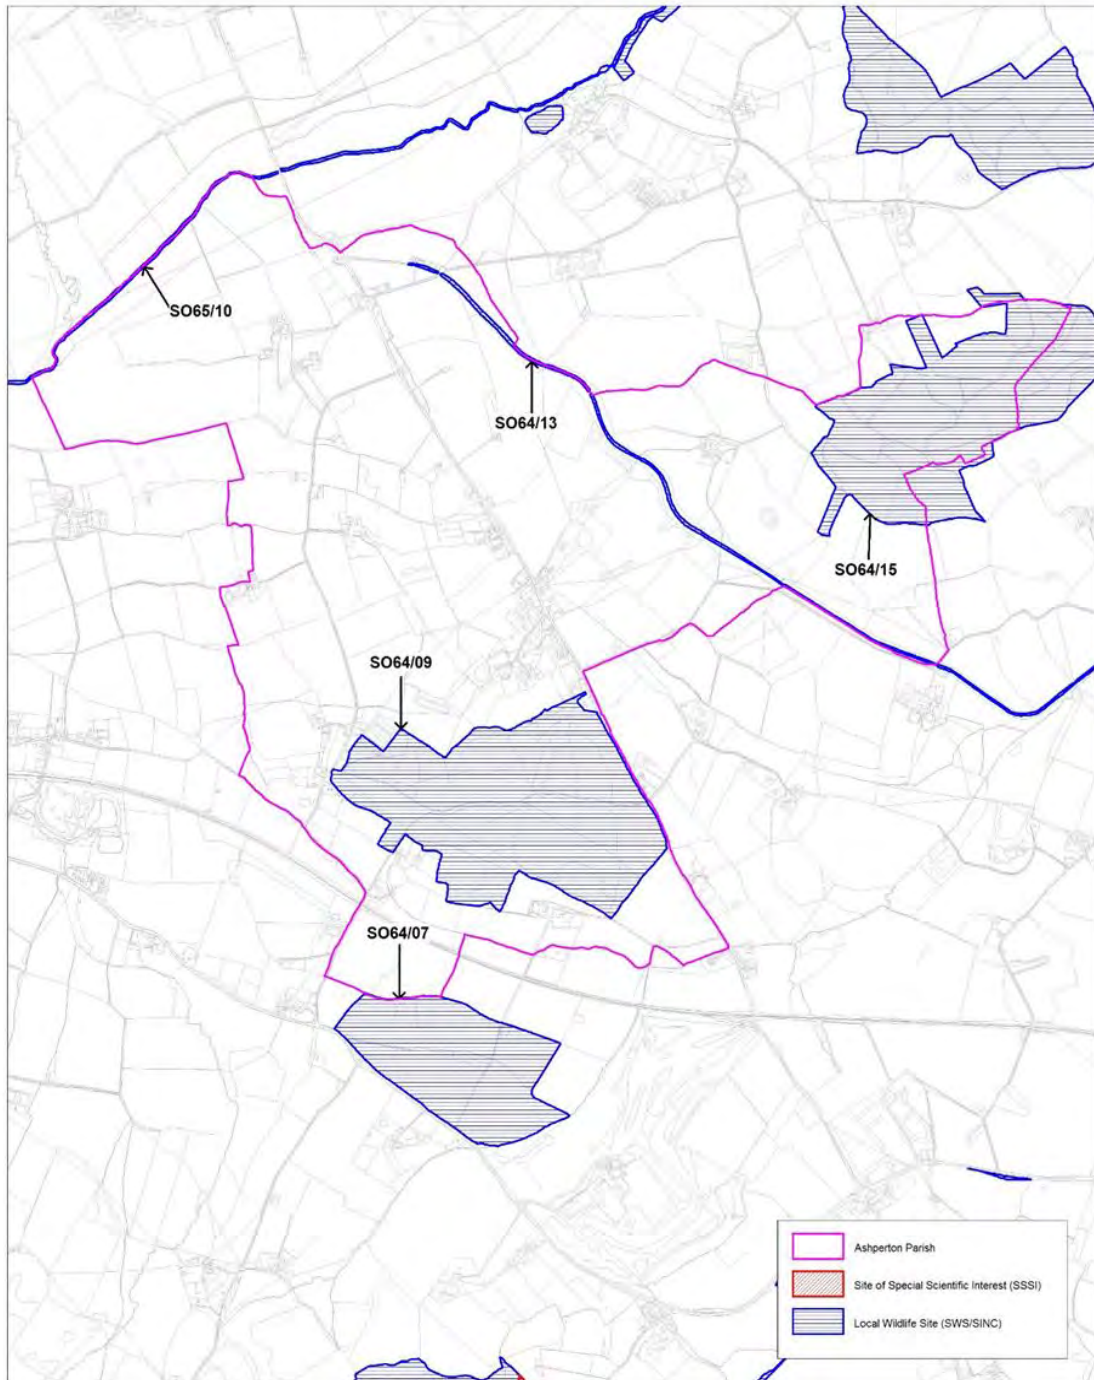 SO65/10
SO64/13
SO64/15
SO64/09
SO64/07
Ashperton Parish
Site of Special Scientific Interest (SSSI)
Local Wildlife Site (SWS/SINC)